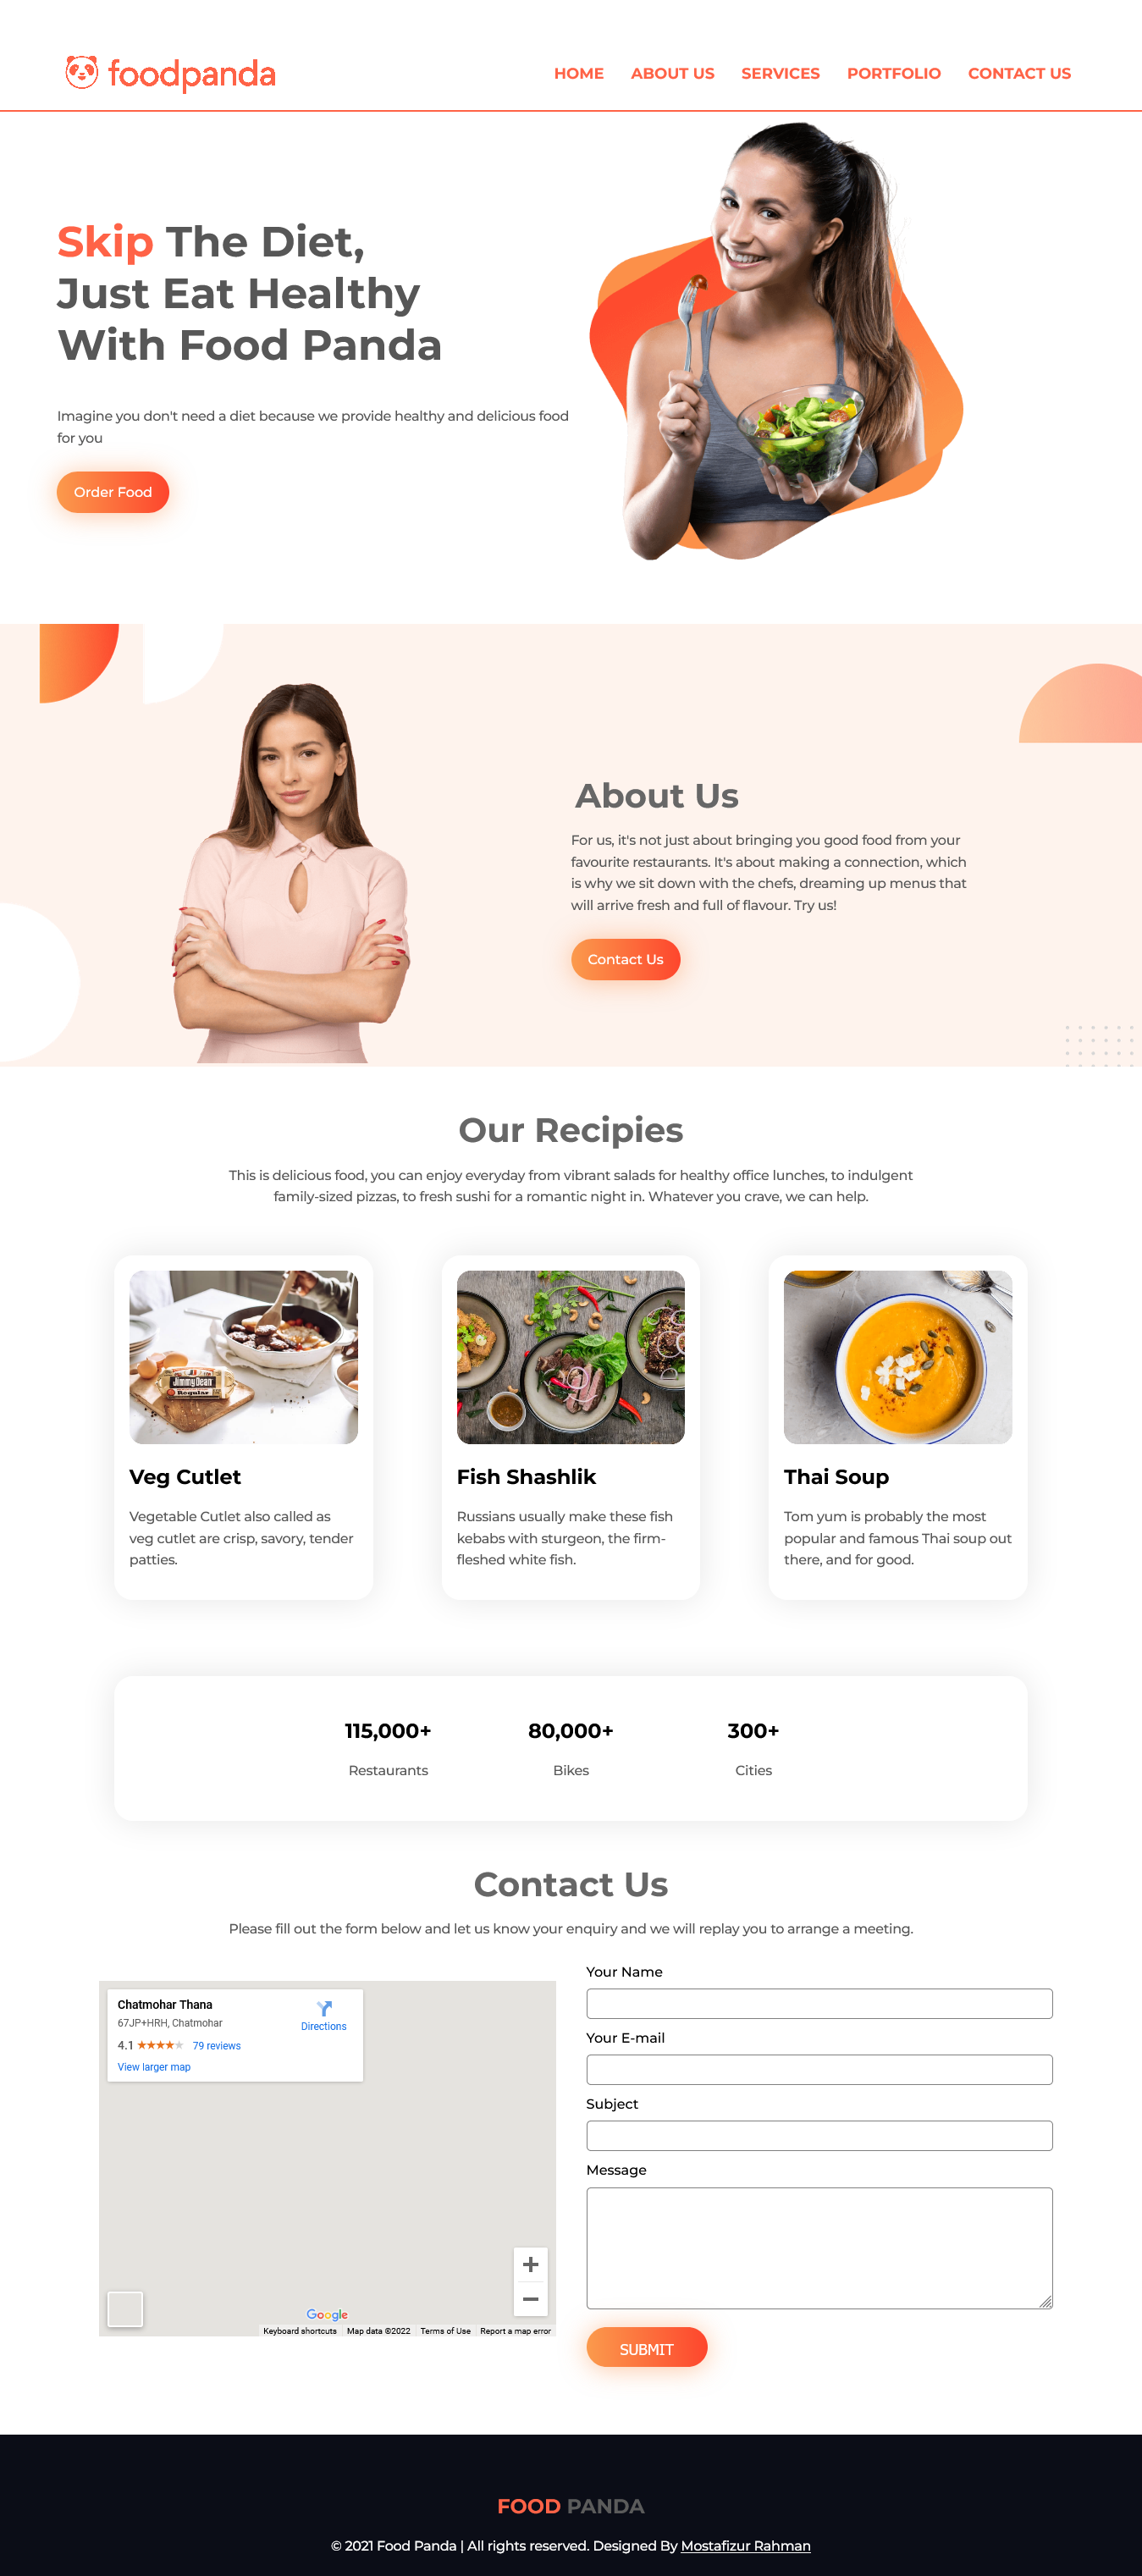 foodpanda
HOME ABOUT US SERVICES PORTFOLIO CONTACT US
Skip The Diet,
Just Eat Healthy
With Food Panda
Imagine you don't need a diet because we provide healthy and delicious food
for you
Order Food
About Us
For us, it's not just about bringing you good food from your
favourite restaurants. It's about making a connection, which
is why we sit down with the chefs, dreaming up menus that
will arrive fresh and full of flavour. Try us!
Contact Us
Our Recipies
This is delicious food, you can enjoy everyday from vibrant salads for healthy office lunches, to indulgent
family-sized pizzas, to fresh sushi for a romantic night in. Whatever you crave, we can help.
Jimmy Dean
Regular
Veg Cutlet
Vegetable Cutlet also called as
veg cutlet are crisp, savory, tender
patties.
Fish Shashlik
Russians usually make these fish
kebabs with sturgeon, the firm-
fleshed white fish.
Thai Soup
Tom yum is probably the most
popular and famous Thai soup out
there, and for good.
115,000+
Restaurants
80,000+
Bikes
300+
Cities
Contact Us
Please fill out the form below and let us know your enquiry and we will replay you to arrange a meeting.
Chatmohar Thana
67JP+HRH, Chatmohar
Directions
4.1 79 reviews
View larger map
Google
Keyboard shortcuts Map data ©2022 Terms of Use Report a map error
Your Name
Your E-mail
Subject
Message
SUBMIT
FOOD PANDA
© 2021 Food Panda | All rights reserved. Designed By Mostafizur Rahman